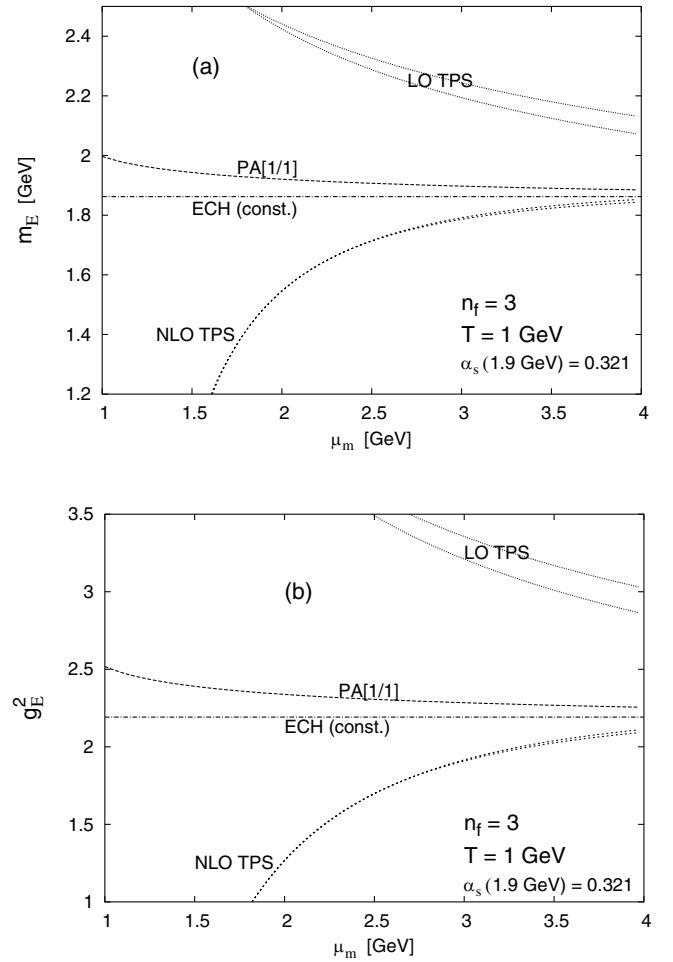 2.4
2.2
2
1.8
1.6
1.4
1.2
m_E [GeV]
(a)
LO TPS
PA[1/1]
ECH (const.)
NLO TPS
n_f = 3
T = 1 GeV
α_s (1.9 GeV) = 0.321
1 1.5 2 2.5 3 3.5 4
μ_m [GeV]
3.5
3
2.5
2
1.5
1
g_E^2
LO TPS
(b)
PA[1/1]
ECH (const.)
NLO TPS
n_f = 3
T = 1 GeV
α_s (1.9 GeV) = 0.321
1 1.5 2 2.5 3 3.5 4
μ_m [GeV]